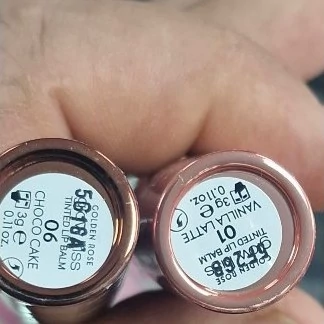 GOLDEN ROSE
TINTED LIP BALM
06
CHOCO CAKE
3g e
0.11oz.
GOLDEN ROSE
TINTED LIP BALM
01
VANILLA LATTE
3g e
0.11oz.